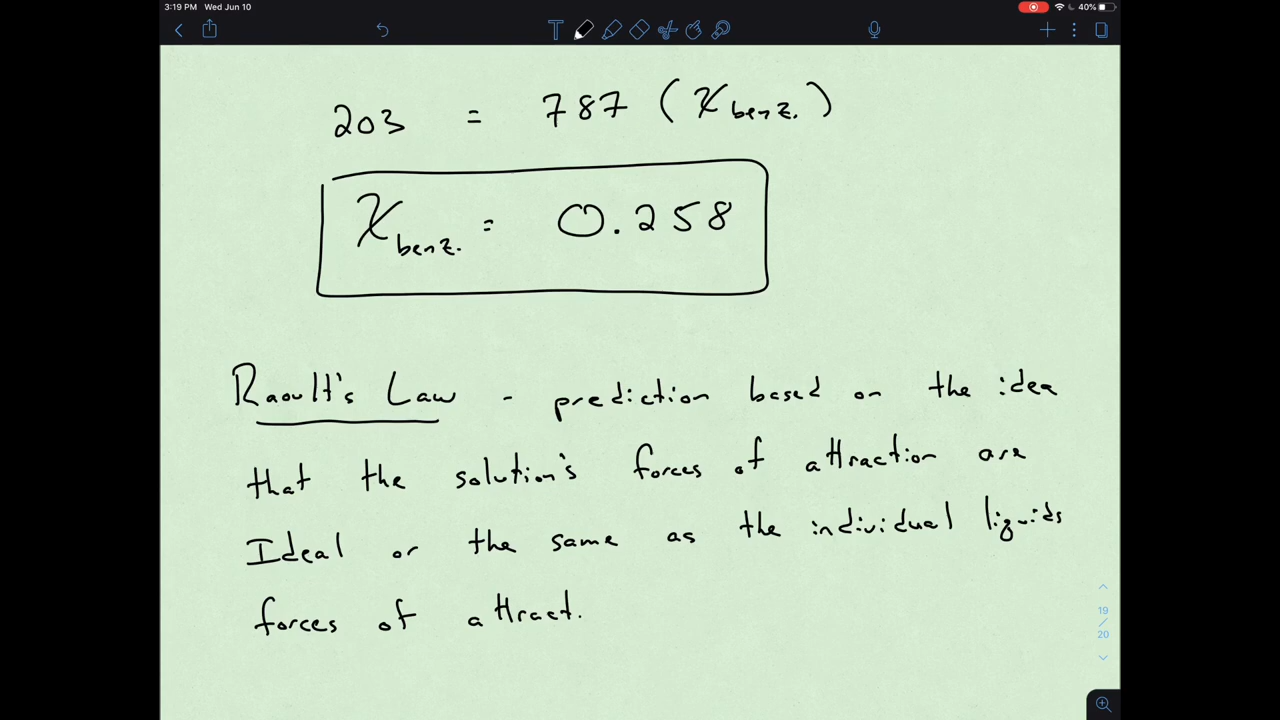 3:19 PM Wed Jun 10
40%
T
203 = 787 (χ benz.)
χ benz. = 0.258
Raoult's Law - prediction based on the idea
that the solution's forces of attraction are
Ideal or the same as the individual liquids
forces of attract.
19
/
20